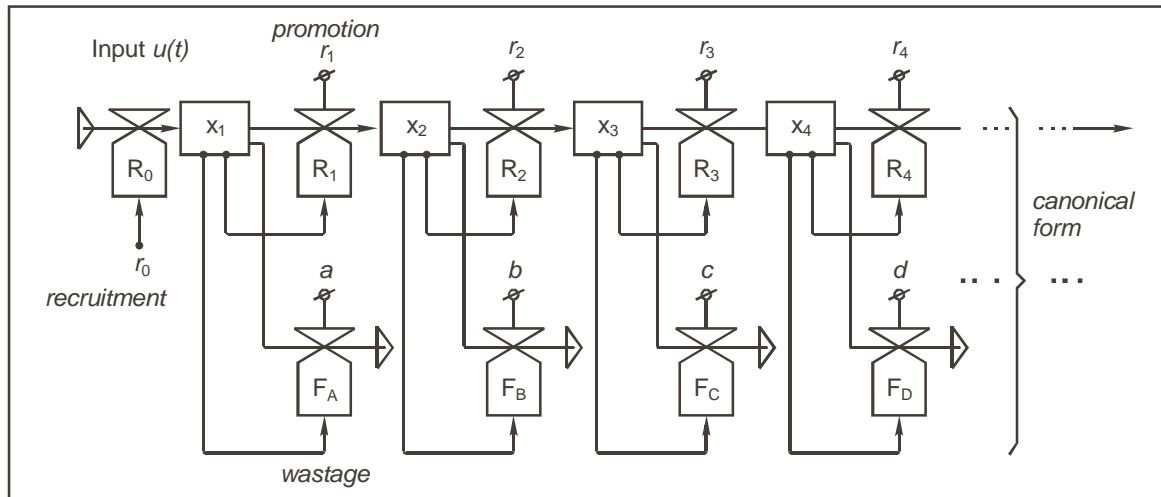 promotion
Input u(t)
r1
r2
r3
r4
x1
x2
x3
x4
R0
R1
R2
R3
R4
canonical
form
r0
recruitment
a
b
c
d
FA
FB
FC
FD
wastage